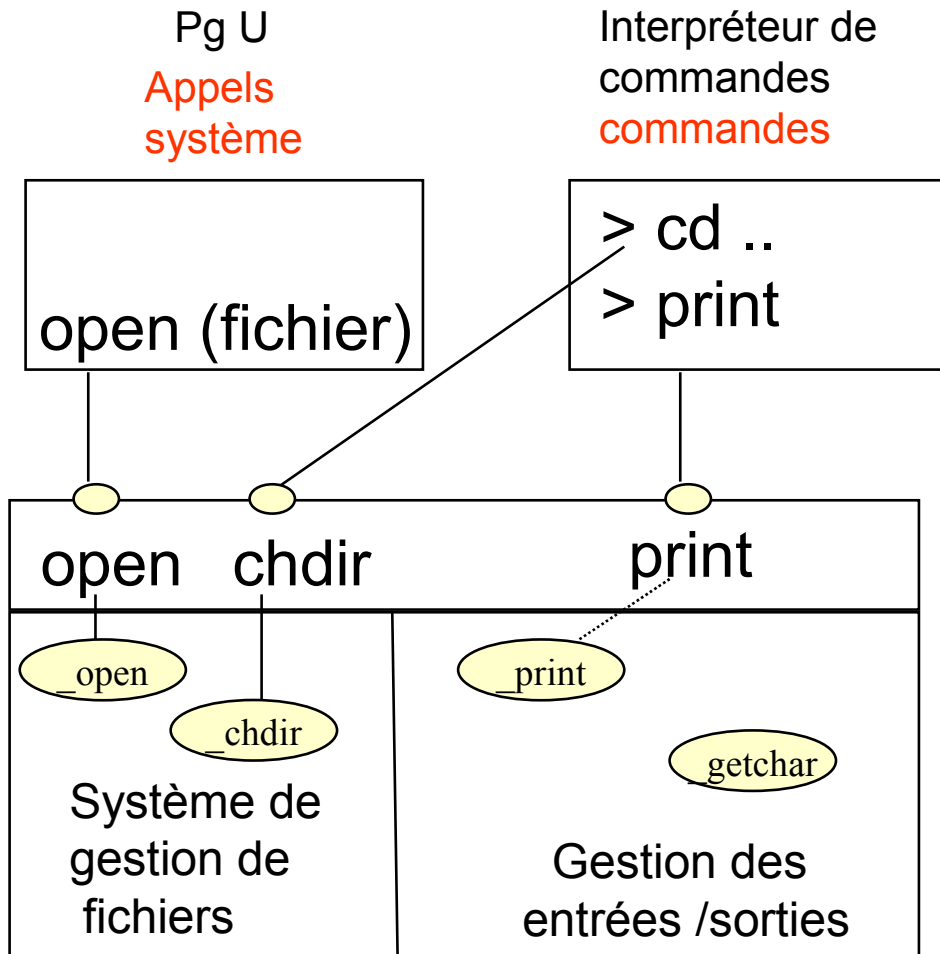 Pg U
Appels
système
Interpréteur de
commandes
commandes
open (fichier)
> cd ..
> print
open chdir print
_open
_chdir
_print
_getchar
Système de
gestion de
fichiers
Gestion des
entrées /sorties